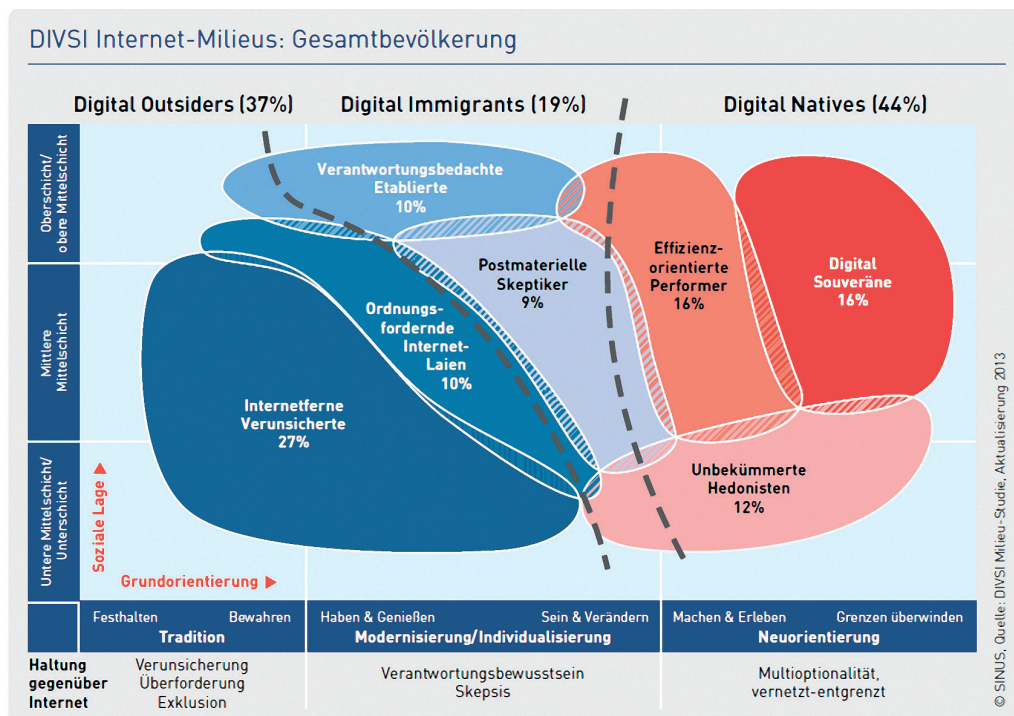 DIVSI Internet-Milieus: Gesamtbevölkerung
Digital Outsiders (37%)
Digital Immigrants (19%)
Digital Natives (44%)
Oberschicht/
obere Mittelschicht
Mittlere
Mittelschicht
Untere Mittelschicht/
Unterschicht
Verantwortungsbedachte
Etablierte
10%
Postmaterielle
Skeptiker
9%
Effizienz-
orientierte
Performer
16%
Digital
Souveräne
16%
Ordnungs-
fordernde
Internet-
Laien
10%
Internetferne
Verunsicherte
27%
Unbekümmerte
Hedonisten
12%
Soziale Lage
Grundorientierung
Festhalten
Bewahren
Tradition
Haben & Genießen
Sein & Verändern
Modernisierung/Individualisierung
Machen & Erleben
Grenzen überwinden
Neuorientierung
Haltung
gegenüber
Internet
Verunsicherung
Überforderung
Exklusion
Verantwortungsbewusstsein
Skepsis
Multioptionalität,
vernetzt-entgrenzt
© SINUS, Quelle: DIVSI Milieu-Studie, Aktualisierung 2013